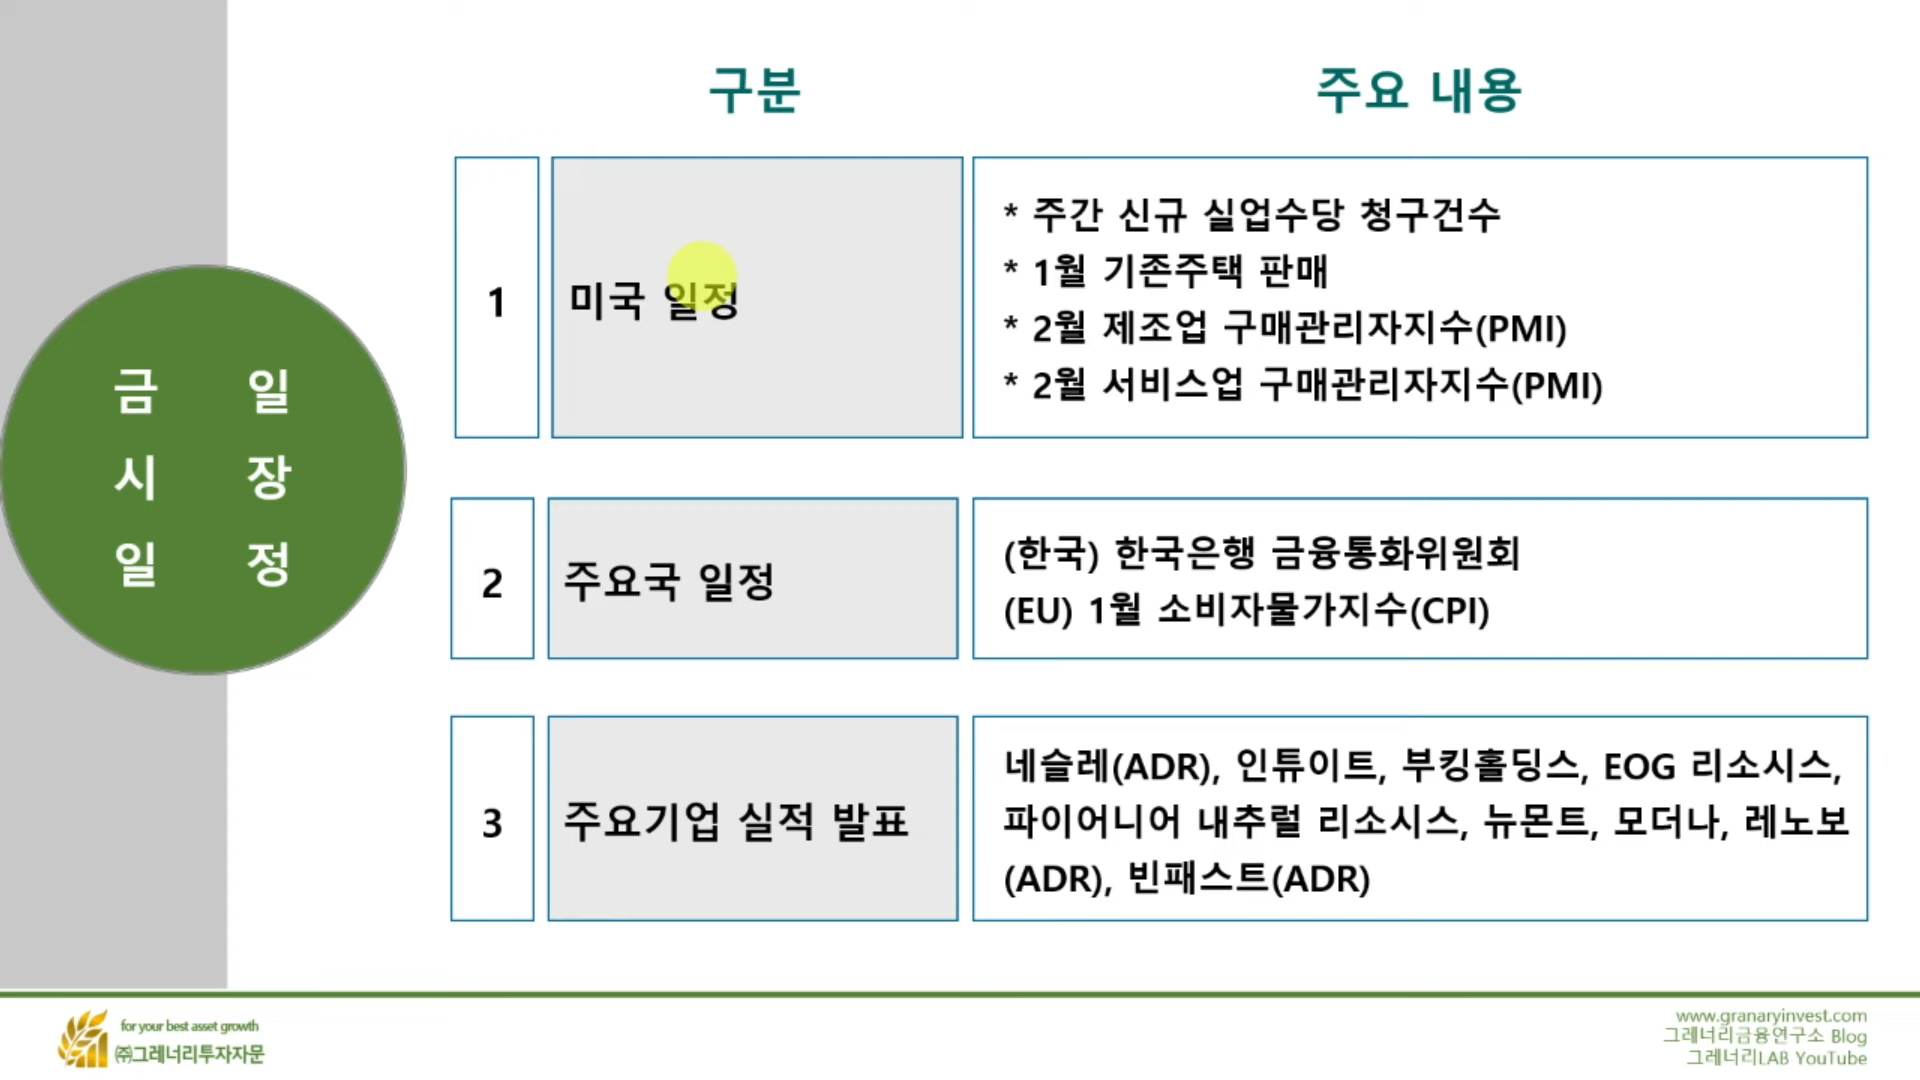 구분
주요 내용
금 일
시 장
일 정
1
미국 일정
* 주간 신규 실업수당 청구건수
* 1월 기존주택 판매
* 2월 제조업 구매관리자지수(PMI)
* 2월 서비스업 구매관리자지수(PMI)
2
주요국 일정
(한국) 한국은행 금융통화위원회
(EU) 1월 소비자물가지수(CPI)
3
주요기업 실적 발표
네슬레(ADR), 인튜이트, 부킹홀딩스, EOG 리소시스,
파이어니어 내추럴 리소시스, 뉴몬트, 모더나, 레노보
(ADR), 빈패스트(ADR)
for your best asset growth
㈜그레너리투자자문
www.granaryinvest.com
그레너리금융연구소 Blog
그레너리LAB YouTube